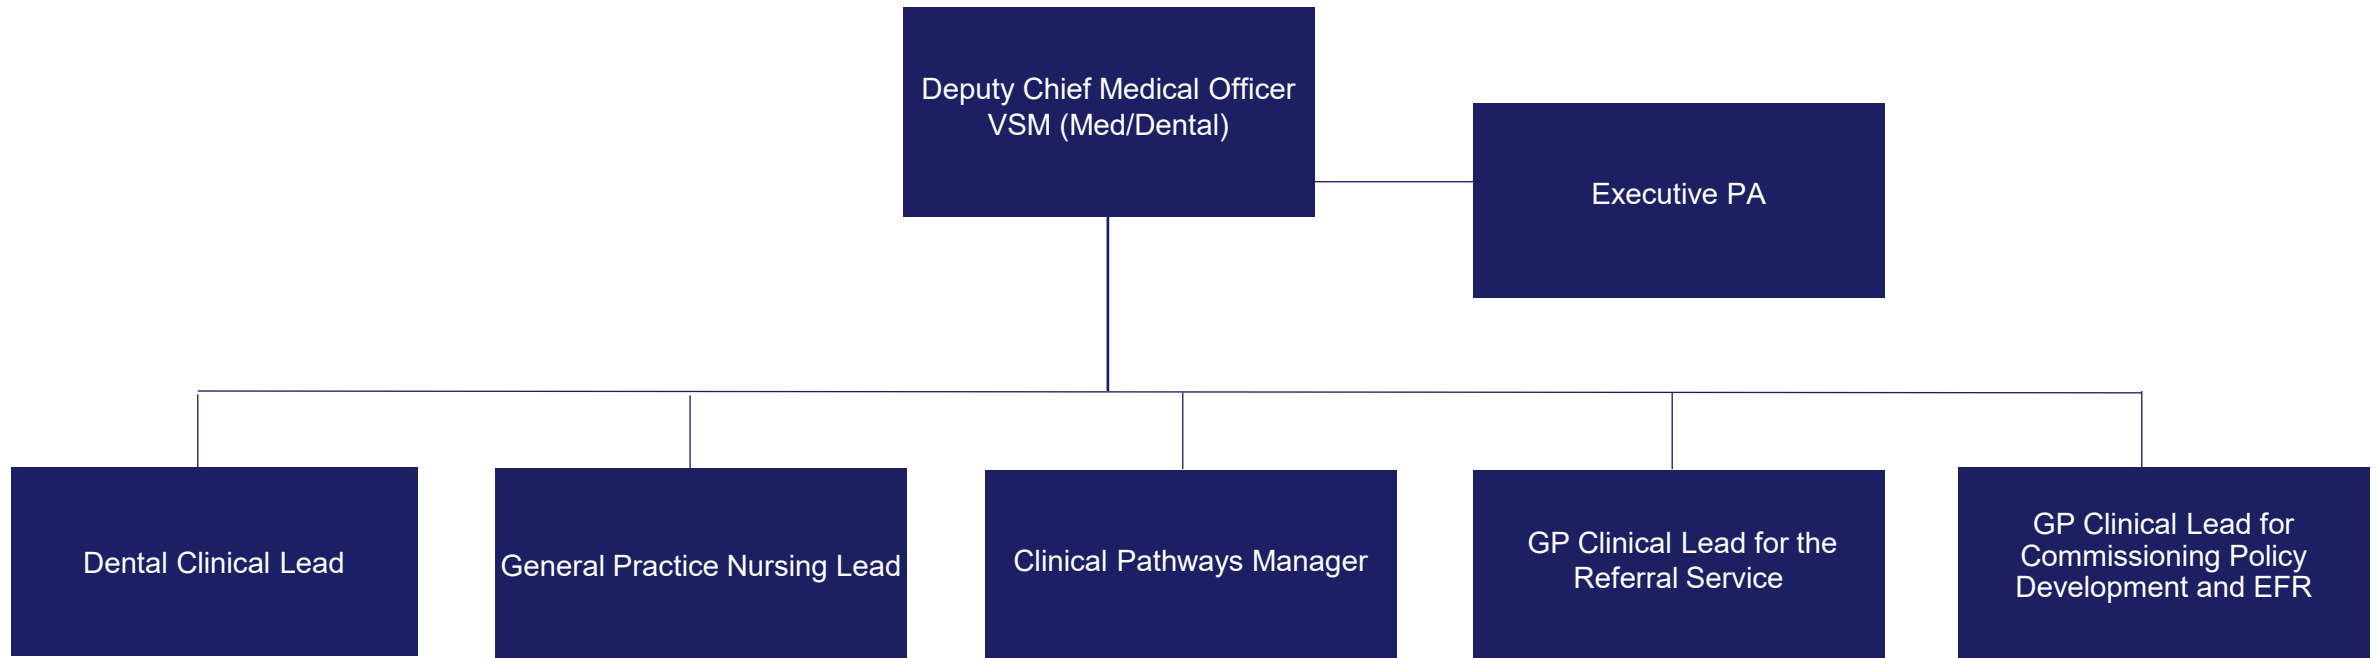 Deputy Chief Medical Officer
VSM (Med/Dental)
Executive PA
Dental Clinical Lead
General Practice Nursing Lead
Clinical Pathways Manager
GP Clinical Lead for the
Referral Service
GP Clinical Lead for
Commissioning Policy
Development and EFR